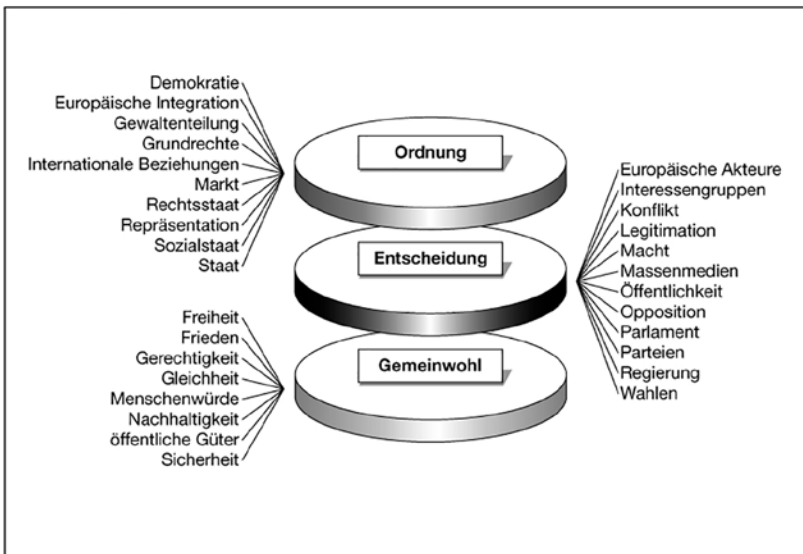 Demokratie
Europäische Integration
Gewaltenteilung
Grundrechte
Internationale Beziehungen
Markt
Rechtsstaat
Repräsentation
Sozialstaat
Staat
Ordnung
Europäische Akteure
Interessengruppen
Konflikt
Legitimation
Macht
Massenmedien
Öffentlichkeit
Opposition
Parlament
Parteien
Regierung
Wahlen
Entscheidung
Freiheit
Frieden
Gerechtigkeit
Gleichheit
Menschenwürde
Nachhaltigkeit
öffentliche Güter
Sicherheit
Gemeinwohl